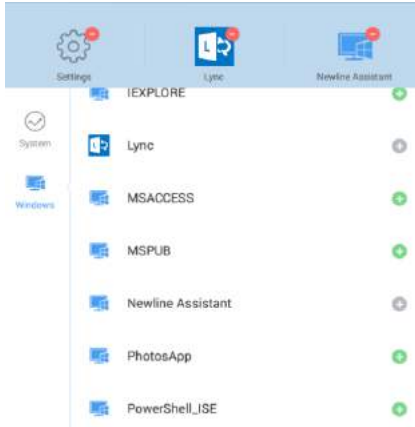 Settings
Lync
Newline Assistant
IEXPLORE
System
Lync
MSACCESS
Windows
MSPUB
Newline Assistant
PhotosApp
PowerShell_ISE